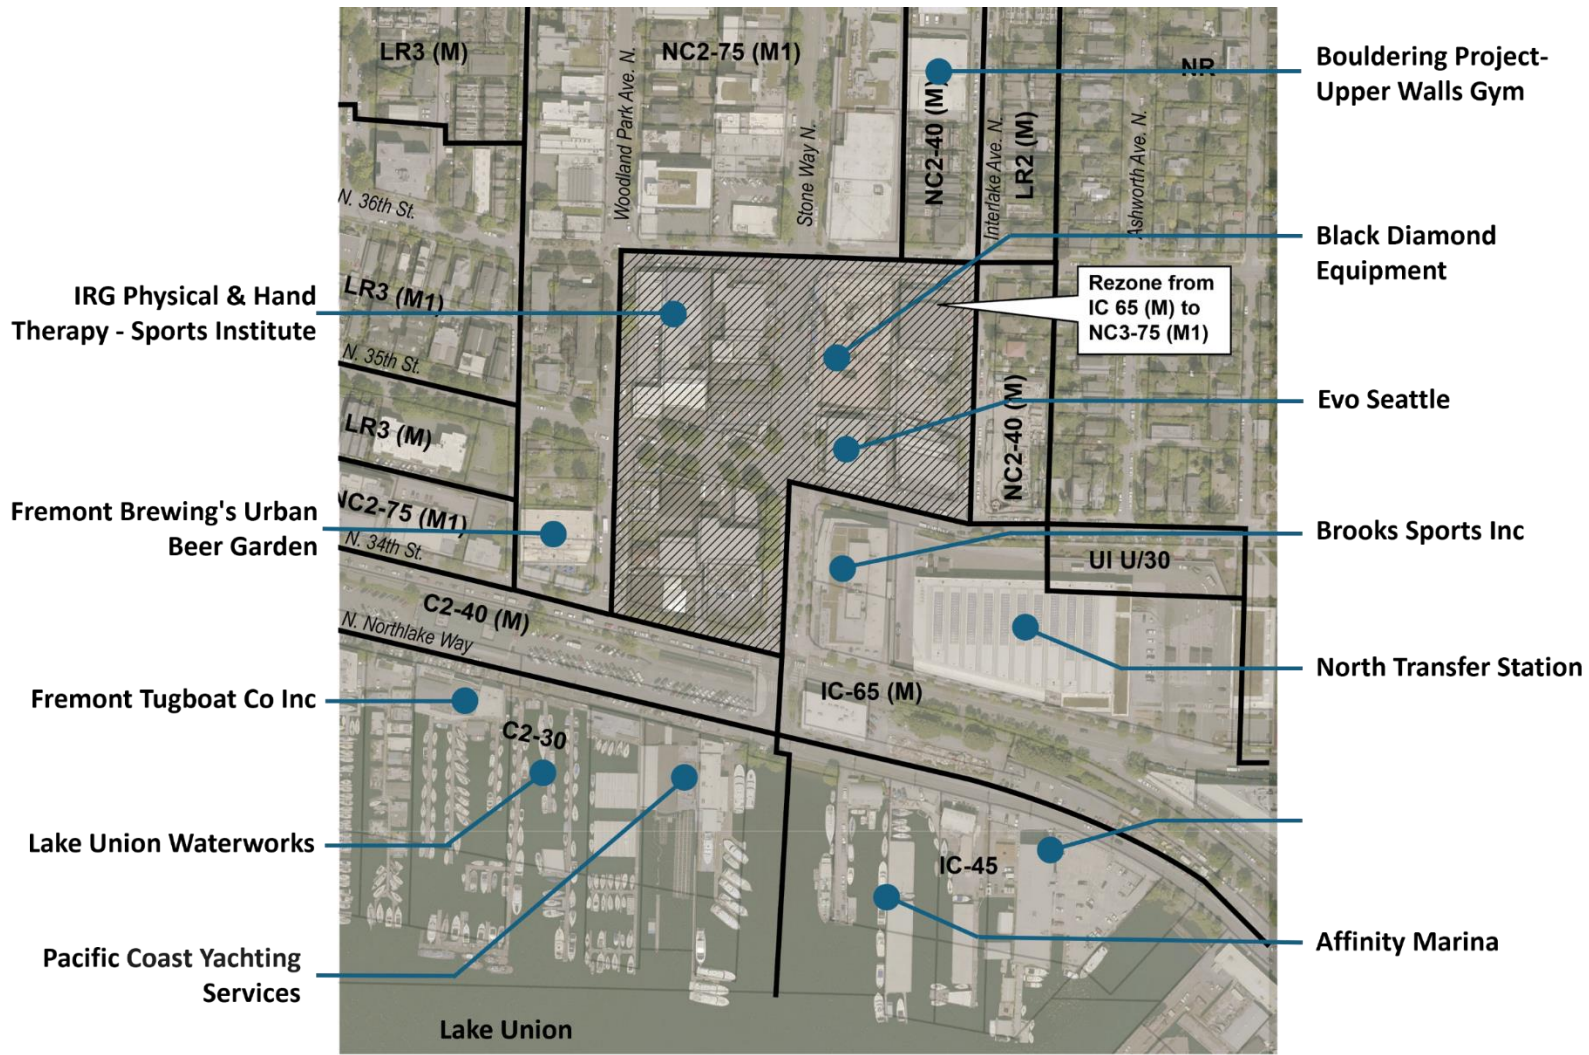 LR3 (M)
NC2-75 (M1)
NR
Bouldering Project-
Upper Walls Gym
Woodland Park Ave. N.
Stone Way N.
NC2-40 (M)
Interlake Ave. N.
LR2 (M)
Ashworth Ave. N.
N. 36th St.
Black Diamond
Equipment
IRG Physical & Hand
Therapy - Sports Institute
LR3 (M1)
Rezone from
IC 65 (M) to
NC3-75 (M1)
N. 35th St.
Evo Seattle
LR3 (M)
NC2-40 (M)
Fremont Brewing's Urban
Beer Garden
NC2-75 (M1)
N. 34th St.
Brooks Sports Inc
UI U/30
C2-40 (M)
N. Northlake Way
North Transfer Station
Fremont Tugboat Co Inc
IC-65 (M)
C2-30
Lake Union Waterworks
IC-45
Affinity Marina
Pacific Coast Yachting
Services
Lake Union